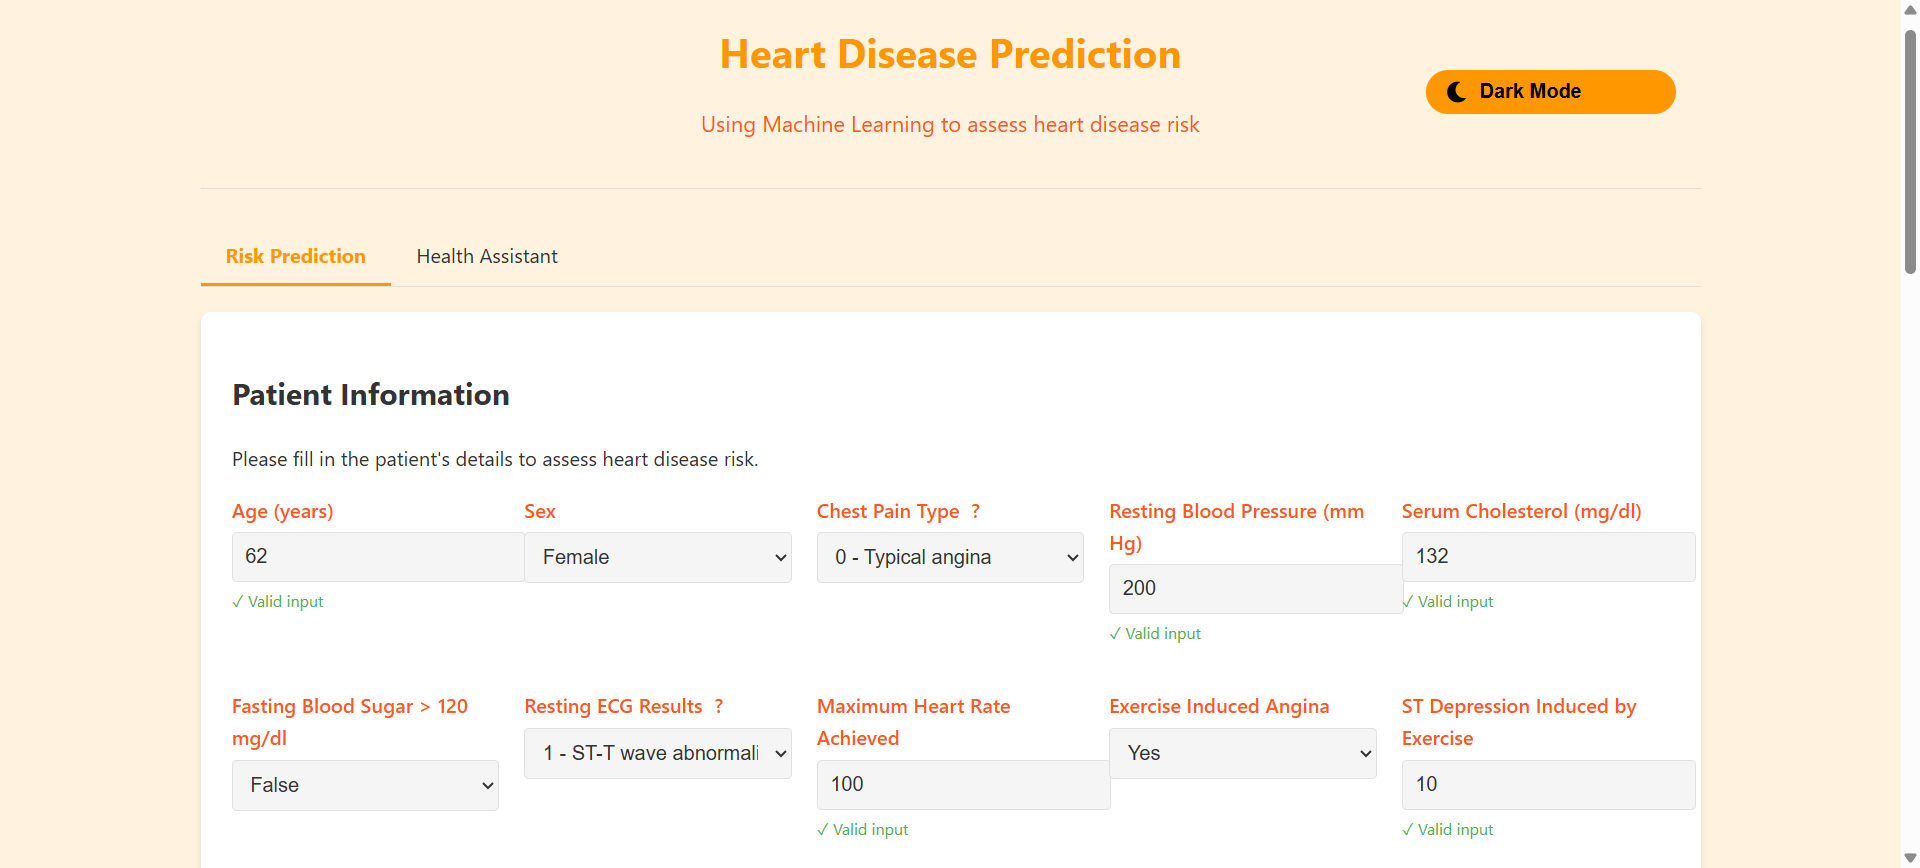 Heart Disease Prediction
Dark Mode
Using Machine Learning to assess heart disease risk
Risk Prediction
Health Assistant
Patient Information
Please fill in the patient's details to assess heart disease risk.
Age (years)
62
✓ Valid input
Sex
Female
Chest Pain Type ?
0 - Typical angina
Resting Blood Pressure (mm
Hg)
200
✓ Valid input
Serum Cholesterol (mg/dl)
132
✓ Valid input
Fasting Blood Sugar > 120
mg/dl
False
Resting ECG Results ?
1 - ST-T wave abnormali
Maximum Heart Rate
Achieved
100
✓ Valid input
Exercise Induced Angina
Yes
ST Depression Induced by
Exercise
10
✓ Valid input